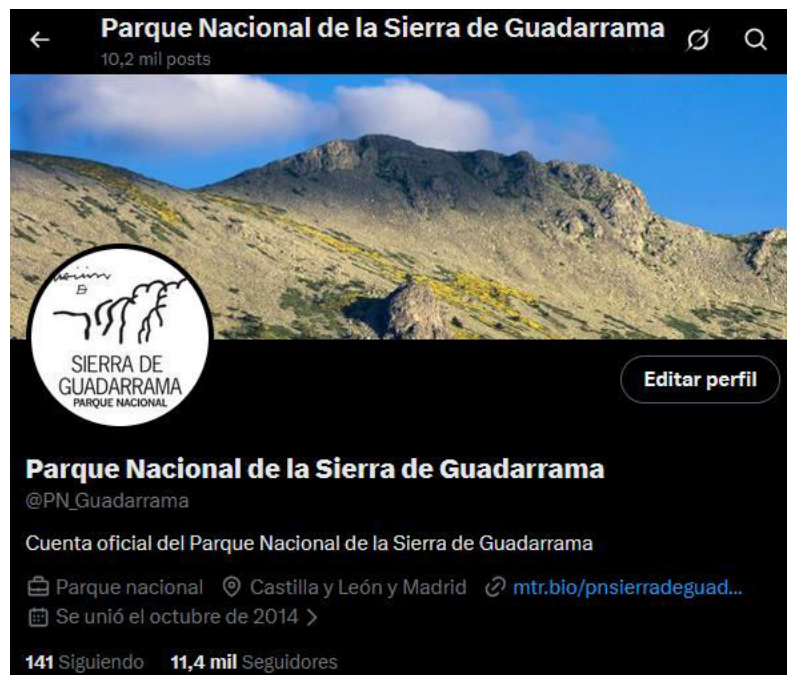 Parque Nacional de la Sierra de Guadarrama
10,2 mil posts
SIERRA DE
GUADARRAMA
PARQUE NACIONAL
Editar perfil
Parque Nacional de la Sierra de Guadarrama
@PN_Guadarrama
Cuenta oficial del Parque Nacional de la Sierra de Guadarrama
Parque nacional Castilla y León y Madrid mtr.bio/pnsierradeguad...
Se unió el octubre de 2014
141 Siguiendo 11,4 mil Seguidores